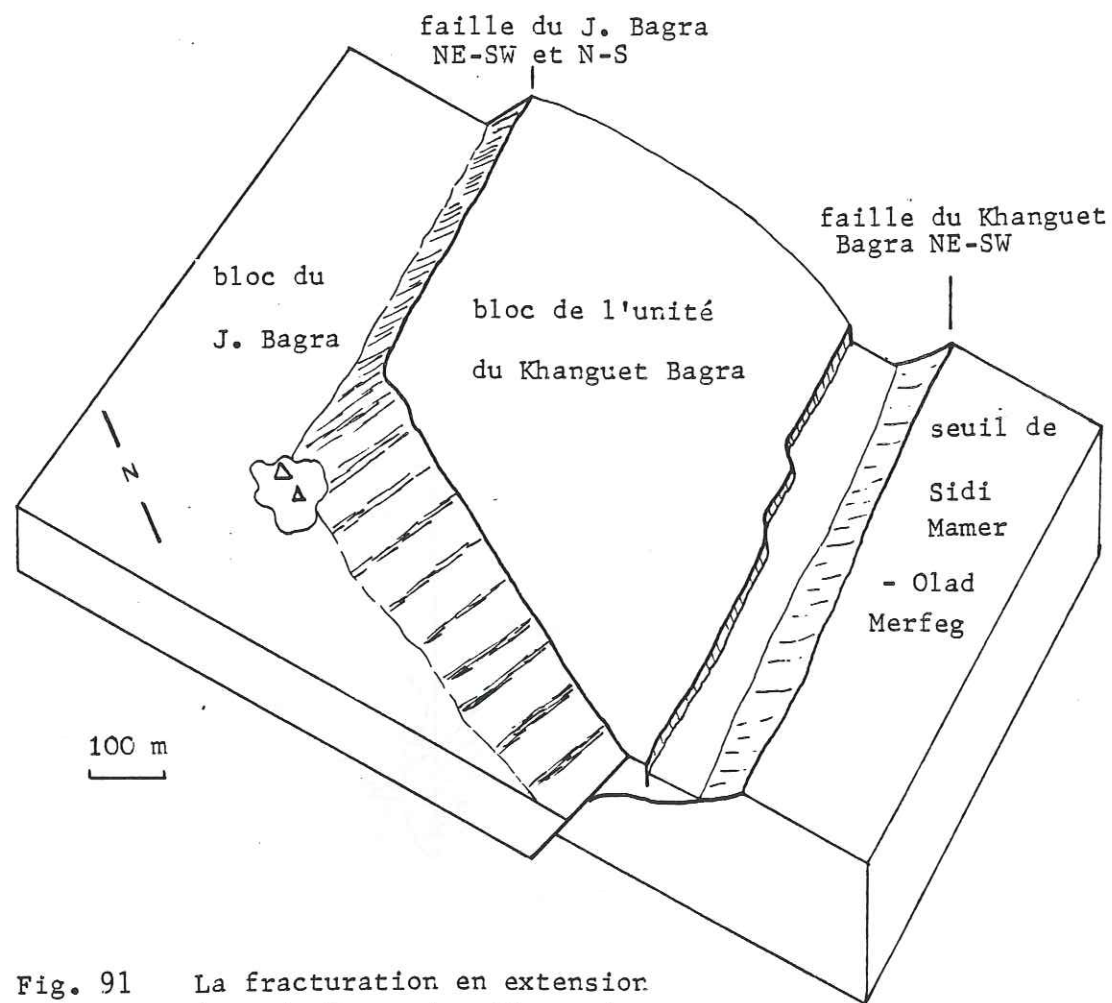 faille du J. Bagra
NE-SW et N-S
faille du Khanguet
Bagra NE-SW
bloc du
J. Bagra
bloc de l'unité
du Khanguet Bagra
seuil de
Sidi
Mamer
- Olad
Merfeg
N
100 m
Fig. 91 La fracturation en extension